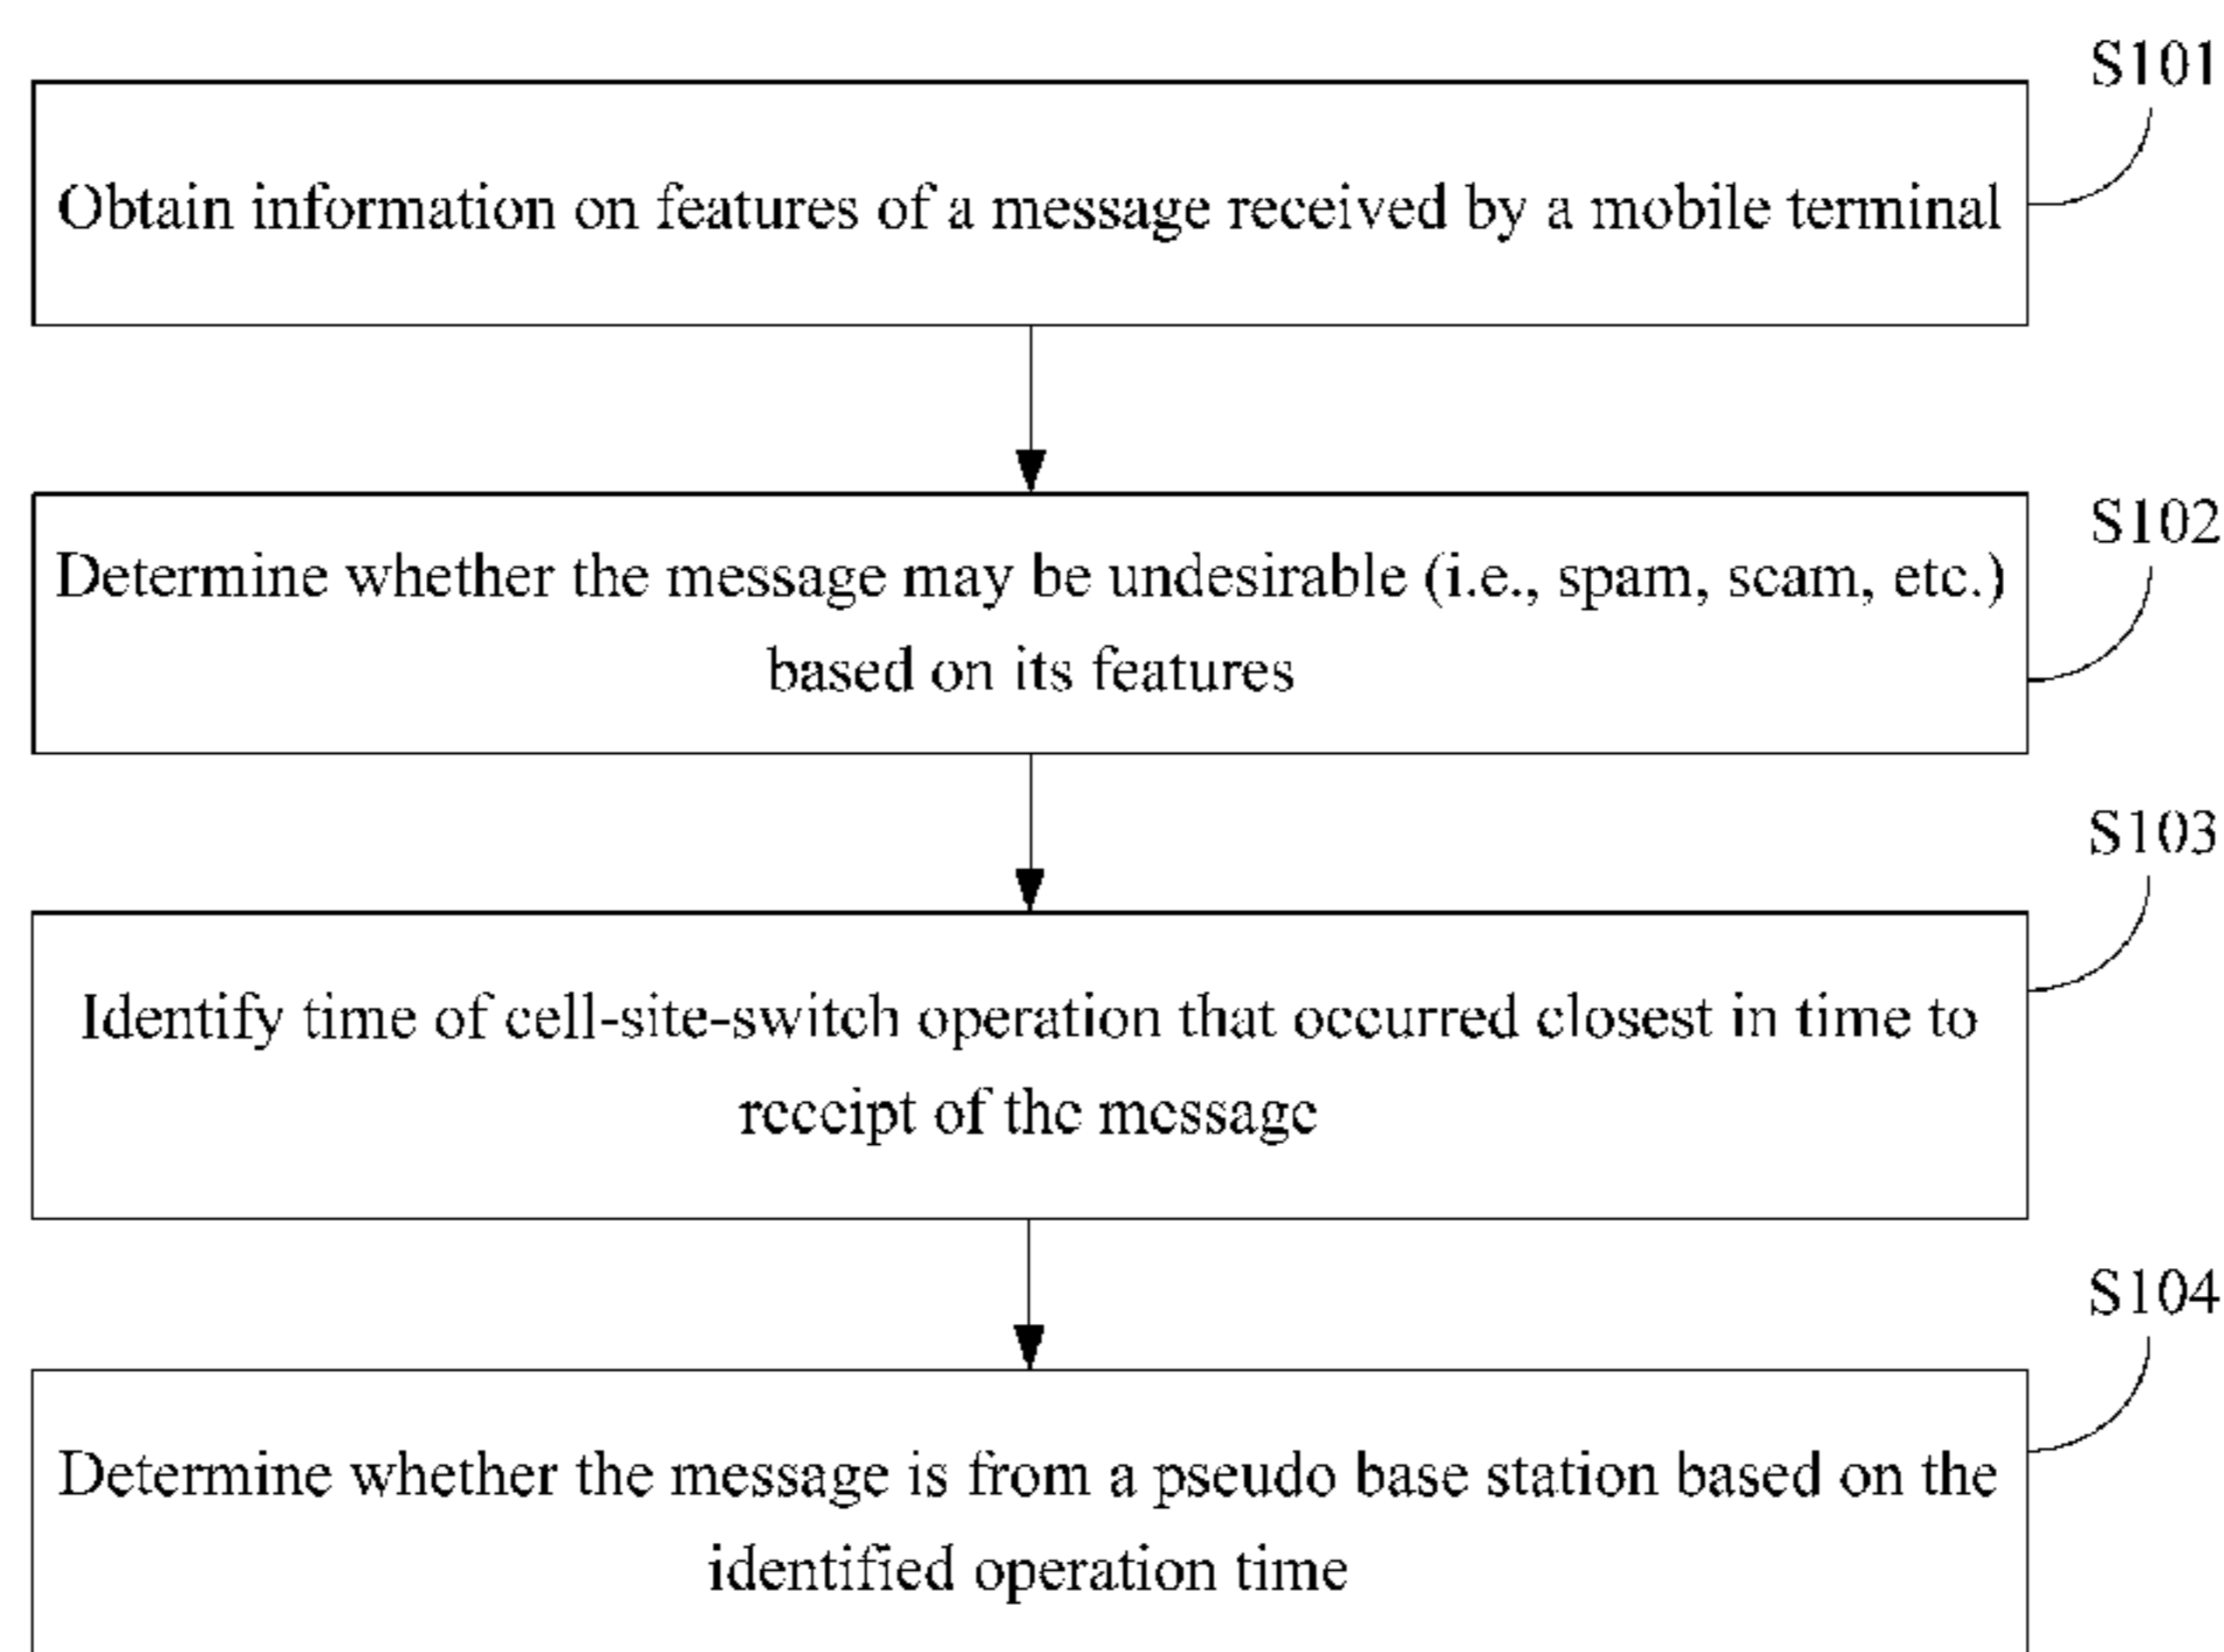 S101
Obtain information on features of a message received by a mobile terminal
S102
Determine whether the message may be undesirable (i.e., spam, scam, etc.)
based on its features
S103
Identify time of cell-site-switch operation that occurred closest in time to
receipt of the message
S104
Determine whether the message is from a pseudo base station based on the
identified operation time